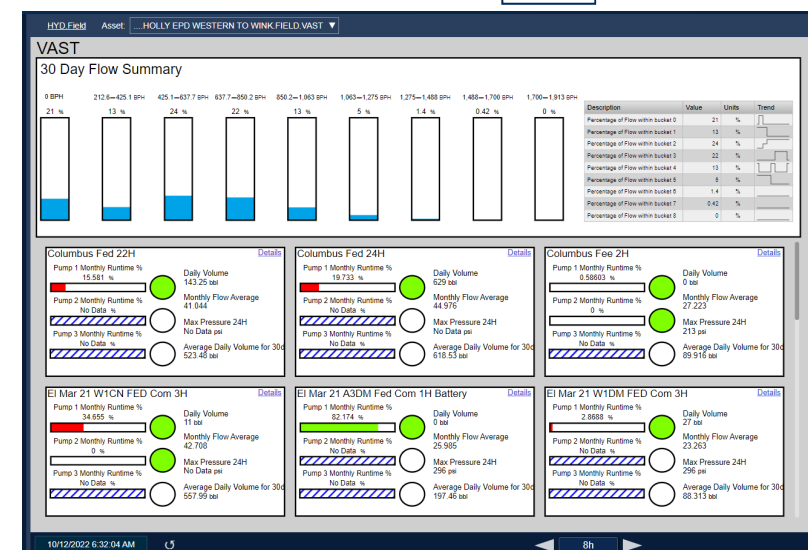 HYD.Field Asset: ....HOLLY EPD WESTERN TO WINK.FIELD.VAST ▼
VAST
30 Day Flow Summary
0 BPH 212.6—425.1 BPH 425.1—637.7 BPH 637.7—850.2 BPH 850.2—1,063 BPH 1,063—1,275 BPH 1,275—1,488 BPH 1,488—1,700 BPH 1,700—1,913 BPH
21 % 13 % 24 % 22 % 13 % 5 % 1.4 % 0.42 % 0 %
Description Value Units Trend
Percentage of Flow within bucket 0 21 %
Percentage of Flow within bucket 1 13 %
Percentage of Flow within bucket 2 24 %
Percentage of Flow within bucket 3 22 %
Percentage of Flow within bucket 4 13 %
Percentage of Flow within bucket 5 5 %
Percentage of Flow within bucket 6 1.4 %
Percentage of Flow within bucket 7 0.42 %
Percentage of Flow within bucket 8 0 %
Columbus Fed 22H Details
Pump 1 Monthly Runtime %
15.581 %
Pump 2 Monthly Runtime %
No Data %
Pump 3 Monthly Runtime %
No Data %
Daily Volume
143.25 bbl
Monthly Flow Average
41.044
Max Pressure 24H
No Data psi
Average Daily Volume for 30d
523.48 bbl
Columbus Fed 24H Details
Pump 1 Monthly Runtime %
19.733 %
Pump 2 Monthly Runtime %
No Data %
Pump 3 Monthly Runtime %
No Data %
Daily Volume
629 bbl
Monthly Flow Average
44.976
Max Pressure 24H
No Data psi
Average Daily Volume for 30d
618.53 bbl
Columbus Fee 2H Details
Pump 1 Monthly Runtime %
0.58603 %
Pump 2 Monthly Runtime %
0 %
Pump 3 Monthly Runtime %
No Data %
Daily Volume
0 bbl
Monthly Flow Average
27.223
Max Pressure 24H
213 psi
Average Daily Volume for 30d
89.916 bbl
El Mar 21 W1CN FED Com 3H Details
Pump 1 Monthly Runtime %
34.655 %
Pump 2 Monthly Runtime %
0 %
Pump 3 Monthly Runtime %
No Data %
Daily Volume
11 bbl
Monthly Flow Average
42.708
Max Pressure 24H
No Data psi
Average Daily Volume for 30d
557.99 bbl
El Mar 21 A3DM Fed Com 1H Battery Details
Pump 1 Monthly Runtime %
82.174 %
Pump 2 Monthly Runtime %
No Data %
Pump 3 Monthly Runtime %
No Data %
Daily Volume
0 bbl
Monthly Flow Average
25.985
Max Pressure 24H
296 psi
Average Daily Volume for 30d
197.46 bbl
El Mar 21 W1DM FED Com 3H Details
Pump 1 Monthly Runtime %
2.8688 %
Pump 2 Monthly Runtime %
No Data %
Pump 3 Monthly Runtime %
No Data %
Daily Volume
27 bbl
Monthly Flow Average
23.263
Max Pressure 24H
296 psi
Average Daily Volume for 30d
88.313 bbl
10/12/2022 6:32:04 AM 8h